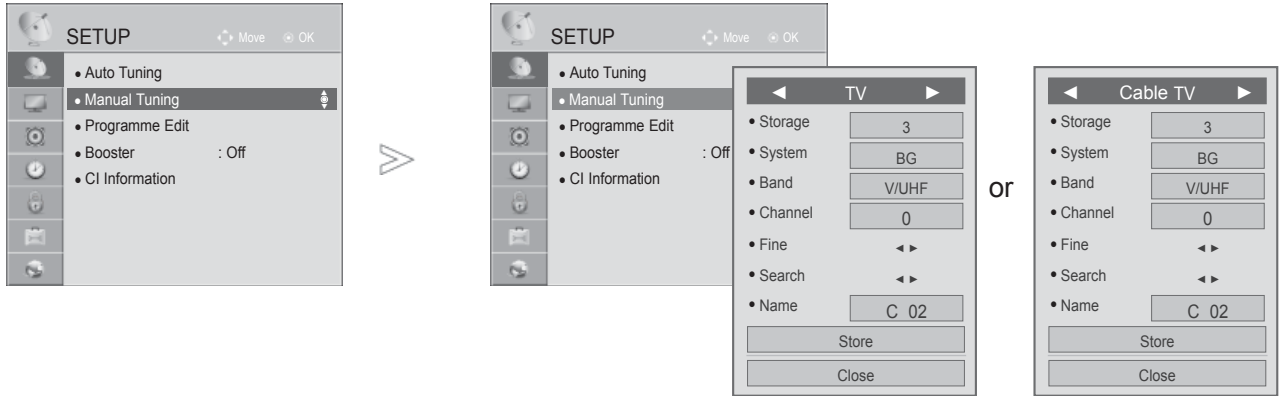 SETUP Move OK
• Auto Tuning
• Manual Tuning
• Programme Edit
• Booster : Off
• CI Information
SETUP Move OK
• Auto Tuning
• Manual Tuning
• Programme Edit
• Booster : Off
• CI Information
◄ TV ►
• Storage 3
• System BG
• Band V/UHF
• Channel 0
• Fine ◄ ►
• Search ◄ ►
• Name C 02
Store
Close
or
◄ Cable TV ►
• Storage 3
• System BG
• Band V/UHF
• Channel 0
• Fine ◄ ►
• Search ◄ ►
• Name C 02
Store
Close